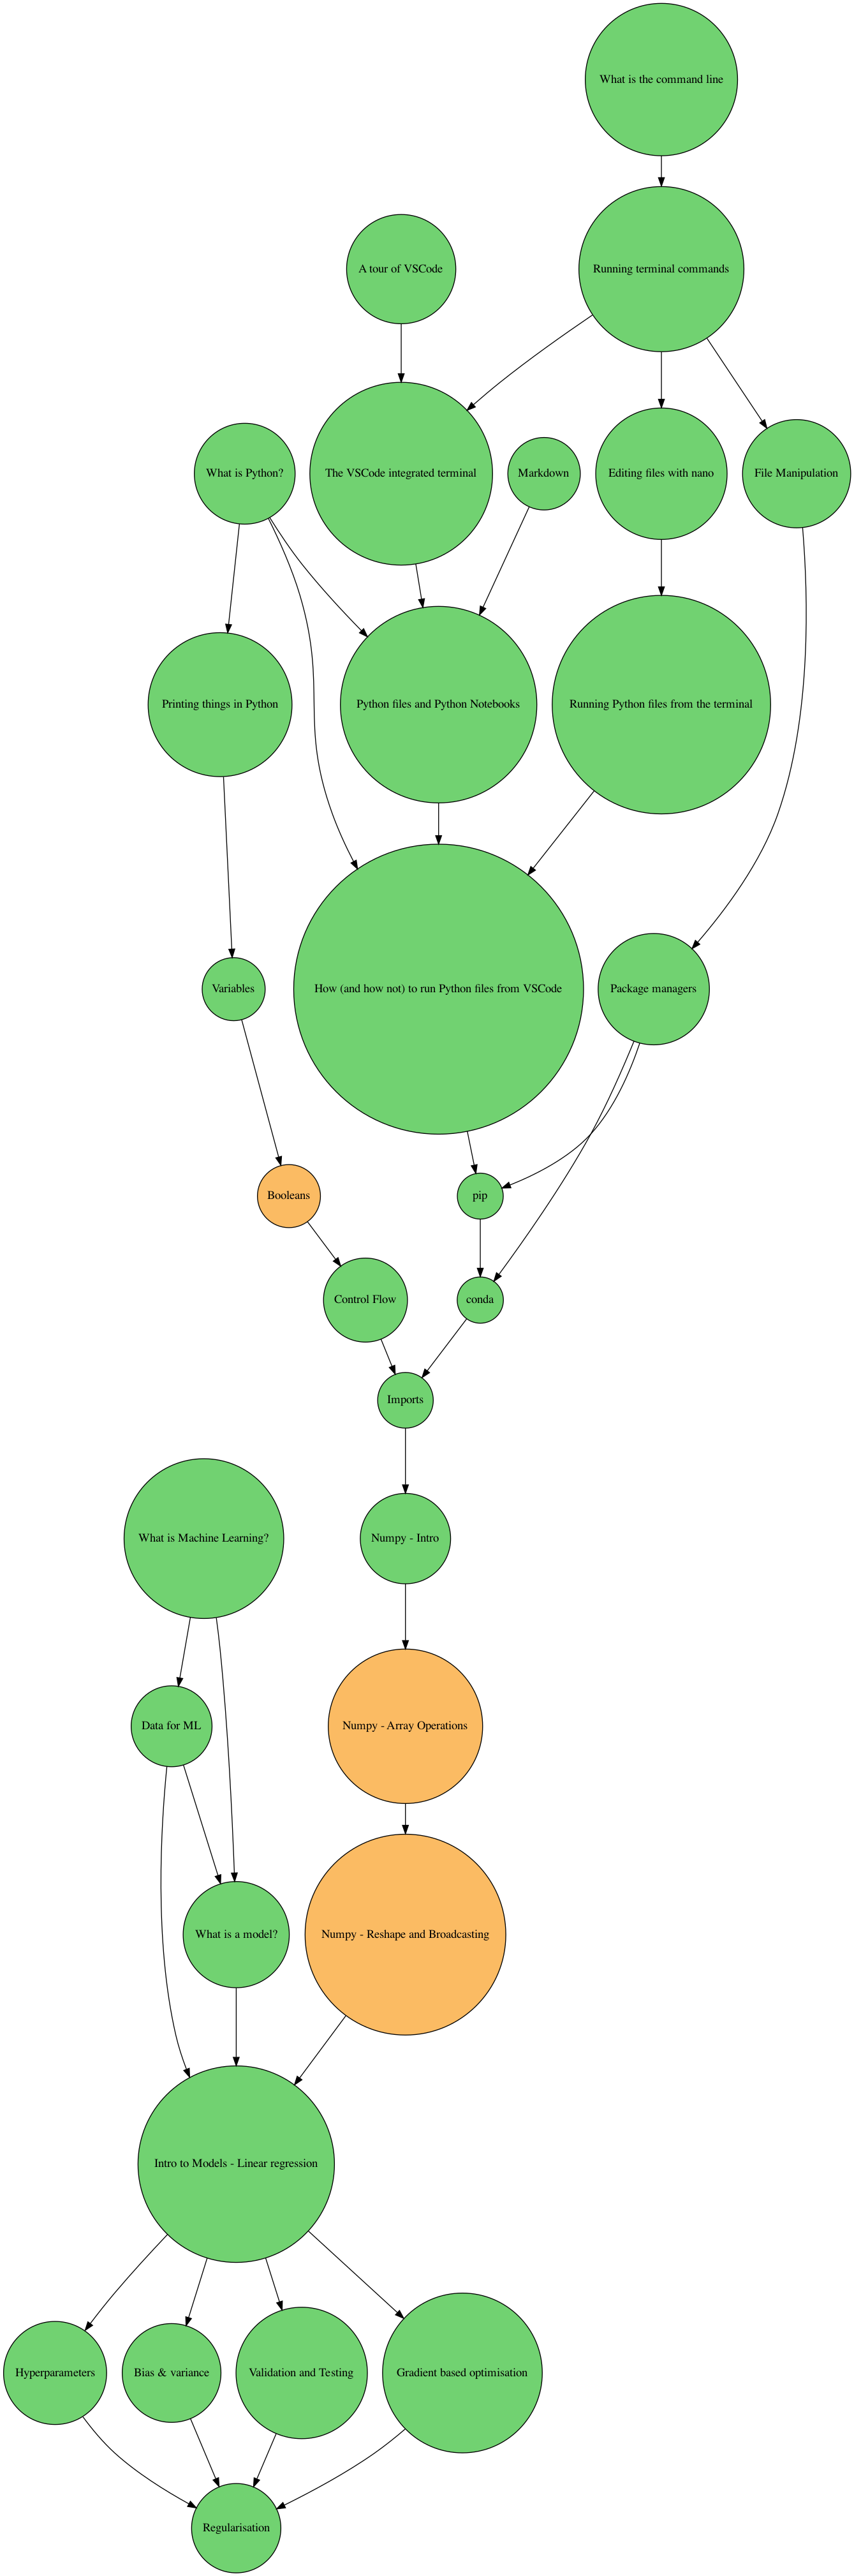 What is the command line
A tour of VSCode
Running terminal commands
What is Python?
The VSCode integrated terminal
Markdown
Editing files with nano
File Manipulation
Printing things in Python
Python files and Python Notebooks
Running Python files from the terminal
Variables
How (and how not) to run Python files from VSCode
Package managers
Booleans
pip
Control Flow
conda
Imports
What is Machine Learning?
Numpy - Intro
Data for ML
Numpy - Array Operations
What is a model?
Numpy - Reshape and Broadcasting
Intro to Models - Linear regression
Hyperparameters
Bias & variance
Validation and Testing
Gradient based optimisation
Regularisation